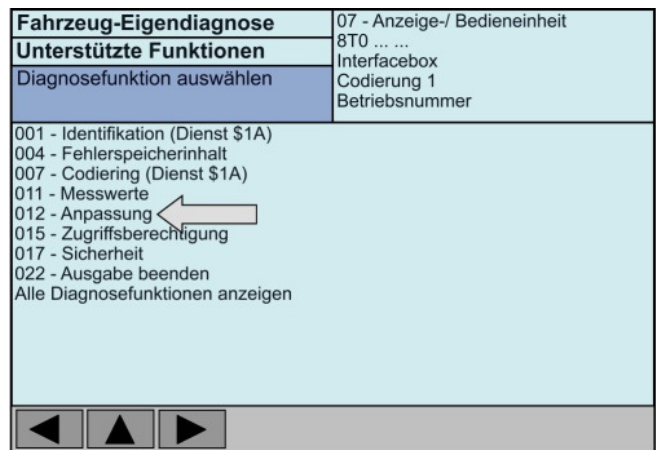 Fahrzeug-Eigendiagnose
Unterstützte Funktionen
Diagnosefunktion auswählen
07 - Anzeige-/ Bedieneinheit
8T0 ... ...
Interfacebox
Codierung 1
Betriebsnummer
001 - Identifikation (Dienst $1A)
004 - Fehlerspeicherinhalt
007 - Codiering (Dienst $1A)
011 - Messwerte
012 - Anpassung
015 - Zugriffsberechtigung
017 - Sicherheit
022 - Ausgabe beenden
Alle Diagnosefunktionen anzeigen